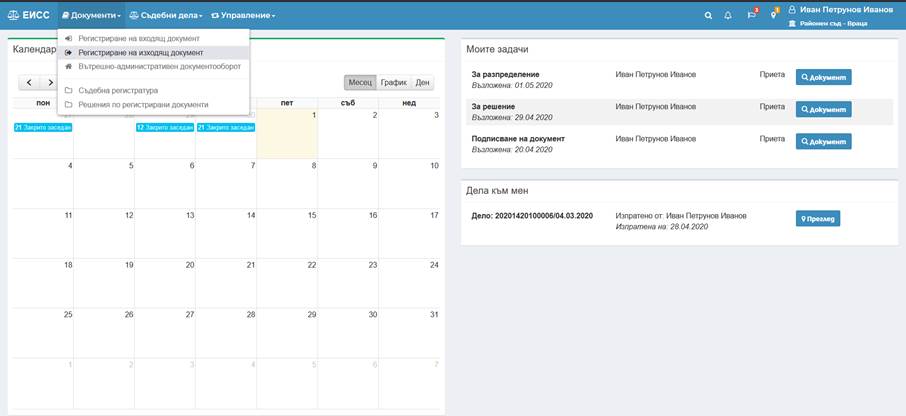 ЕИСС Документи Съдебни дела Управление
3 1 Иван Петрунов Иванов
Районен съд - Враца
Регистриране на входящ документ
Регистриране на изходящ документ
Вътрешно-административен документооборот
Съдебна регистратура
Решения по регистрирани документи
Календар
Месец График Ден
пон пет съб нед
1 2 3
21 Закрито заседан 12 Закрито заседан 21 Закрито заседан
4 5 6 7 8 9 10
11 12 13 14 15 16 17
18 19 20 21 22 23 24
25 26 27 28 29 30 31
1 2 3 4 5 6 7
Моите задачи
За разпределение Иван Петрунов Иванов Приета Документ
Възложена: 01.05.2020
За решение Иван Петрунов Иванов Приета Документ
Възложена: 29.04.2020
Подписване на документ Иван Петрунов Иванов Приета Документ
Възложена: 20.04.2020
Дела към мен
Дело: 20201420100006/04.03.2020 Изпратено от: Иван Петрунов Иванов Преглед
Изпратена на: 28.04.2020